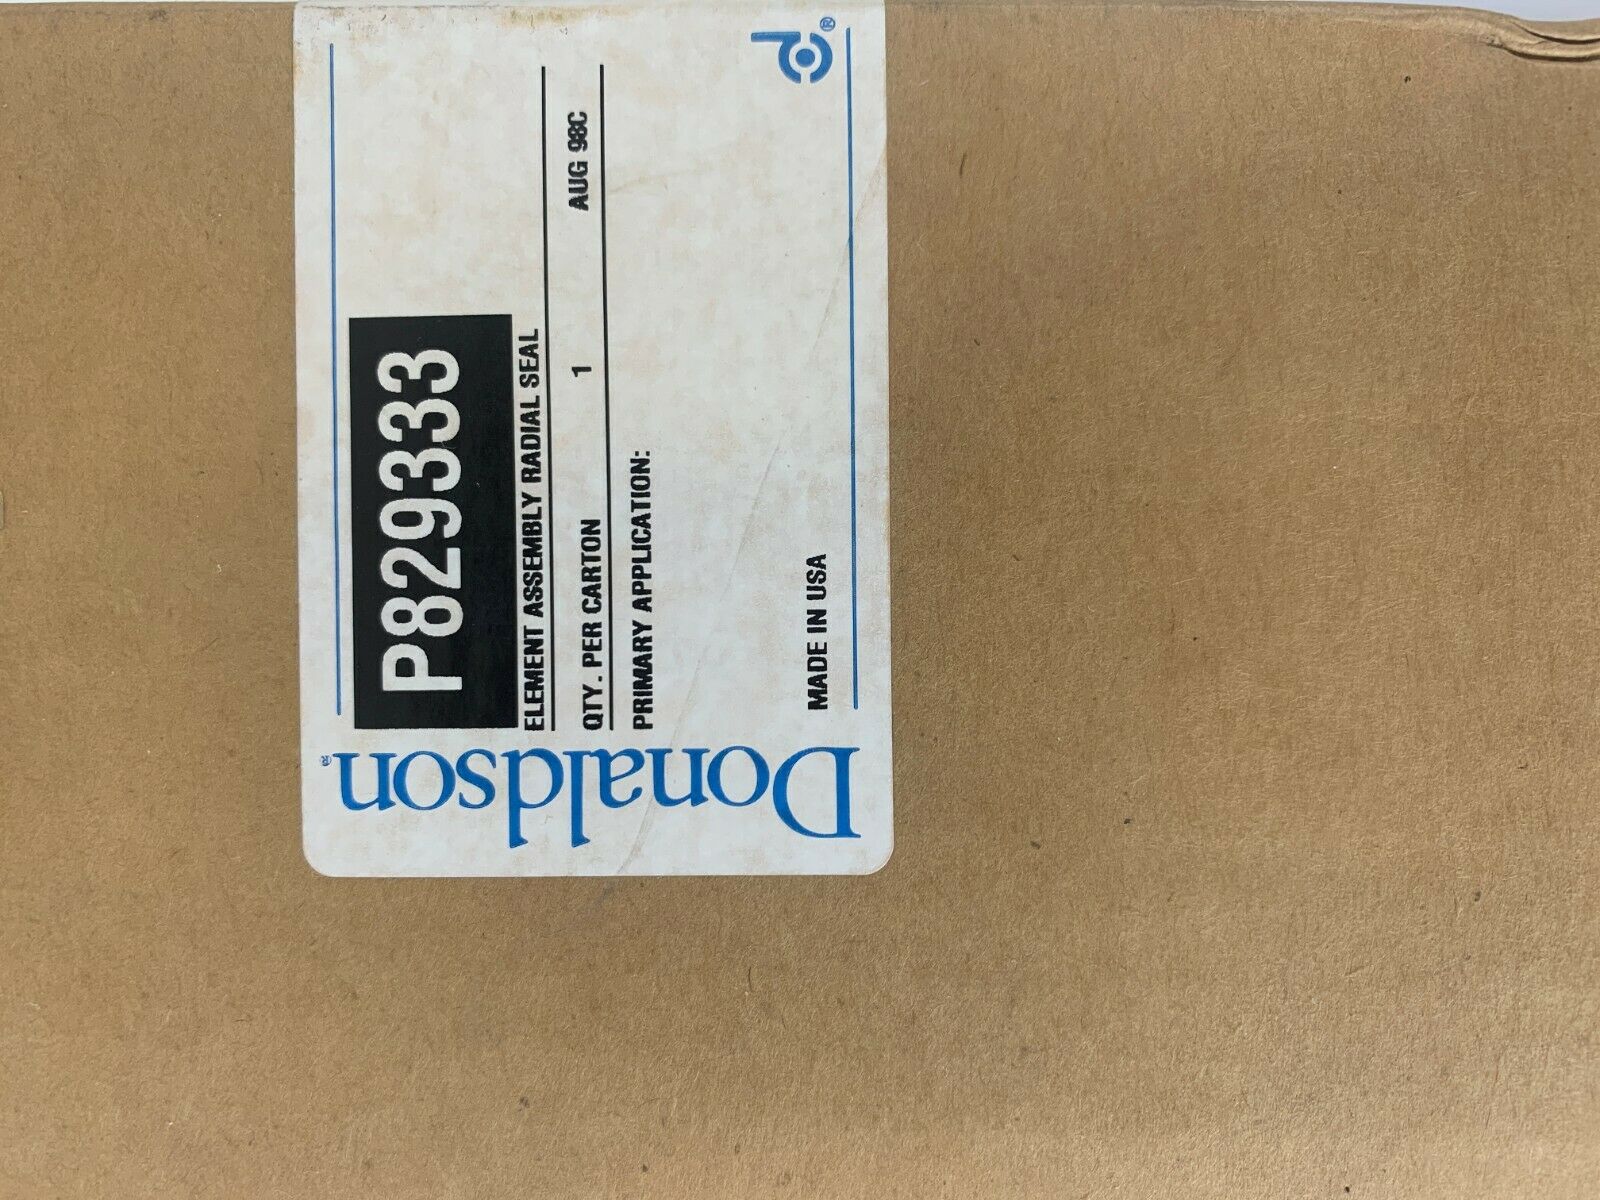 Donaldson®
P829333
ELEMENT ASSEMBLY RADIAL SEAL
QTY. PER CARTON 1 AUG 98C
PRIMARY APPLICATION:
MADE IN USA
®